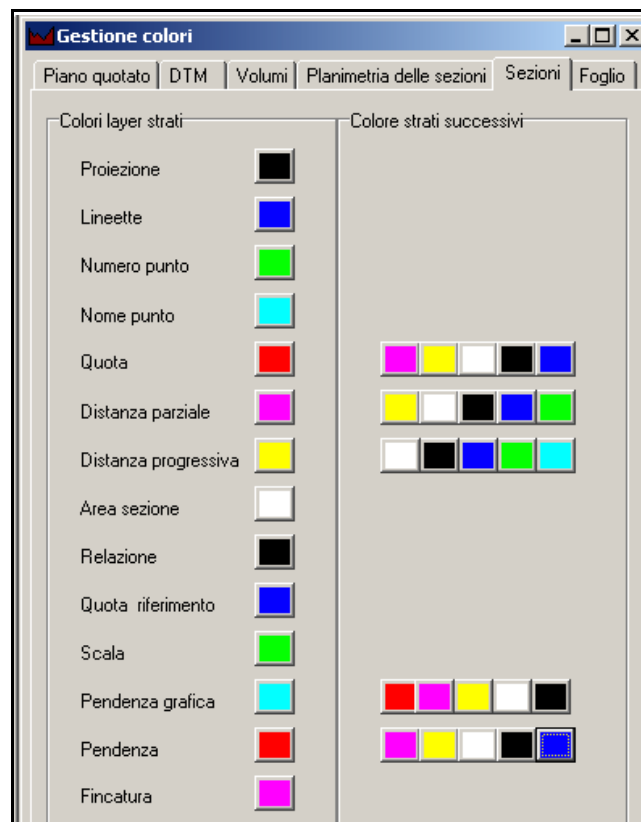 Gestione colori
Piano quotato DTM Volumi Planimetria delle sezioni Sezioni Foglio
Colori layer strati Colore strati successivi
Proiezione
Lineette
Numero punto
Nome punto
Quota
Distanza parziale
Distanza progressiva
Area sezione
Relazione
Quota riferimento
Scala
Pendenza grafica
Pendenza
Fincatura